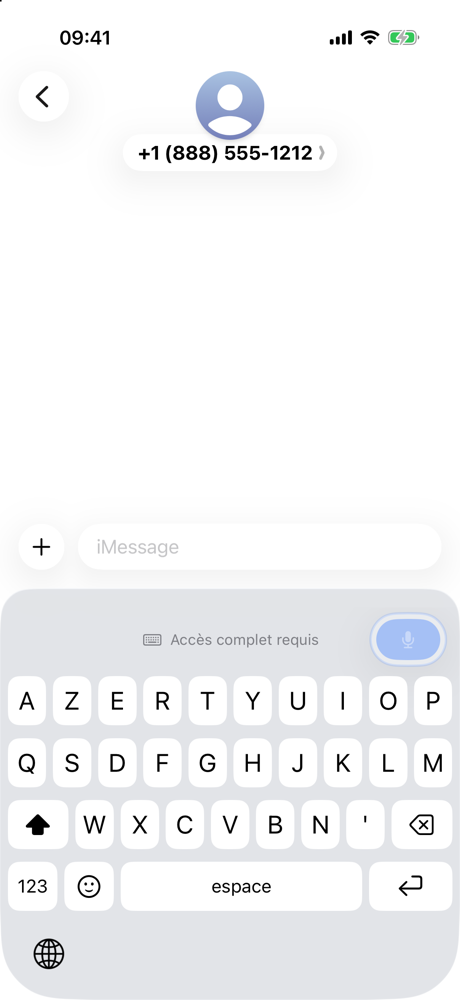 09:41
+1 (888) 555-1212
iMessage
Accès complet requis
A Z E R T Y U I O P
Q S D F G H J K L M
W X C V B N '
123 espace